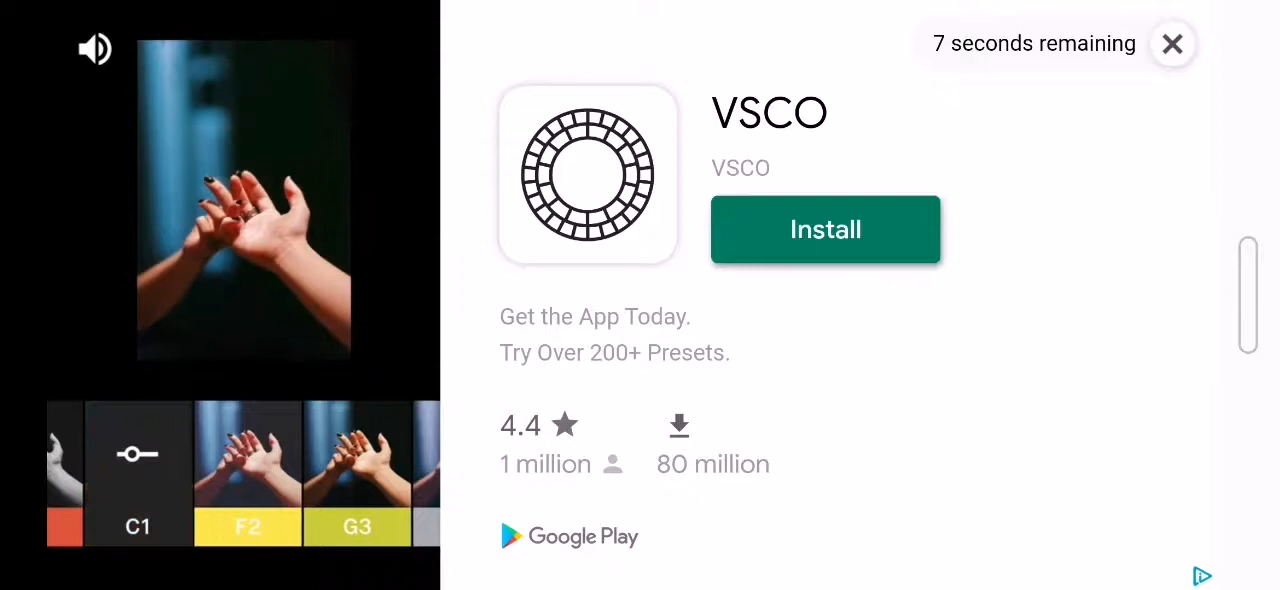 7 seconds remaining
VSCO
VSCO
Install
Get the App Today.
Try Over 200+ Presets.
4.4
1 million
80 million
C1
F2
G3
Google Play